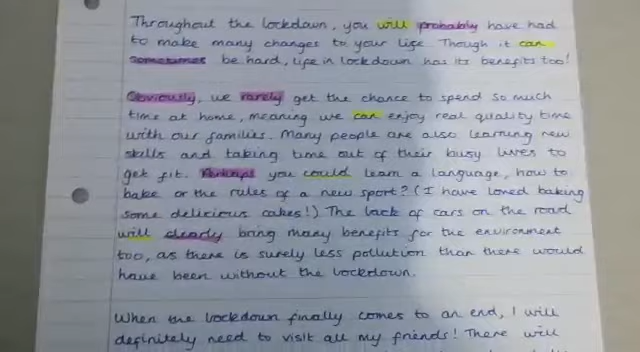 Throughout the lockdown, you will probably have had
to make many changes to your life. Though it can
sometimes be hard, life in lockdown has its benefits too!
Obviously, we rarely get the chance to spend so much
time at home, meaning we can enjoy real quality time
with our families. Many people are also learning new
skills and taking time out of their busy lives to
get fit. Perhaps you could learn a language, how to
bake or the rules of a new sport? (I have loved baking
some delicious cakes!) The lack of cars on the road
will clearly bring many benefits for the environment
too, as there is surely less pollution than there would
have been without the lockdown.
When the lockdown finally comes to an end, I will
definitely need to visit all my friends! There will